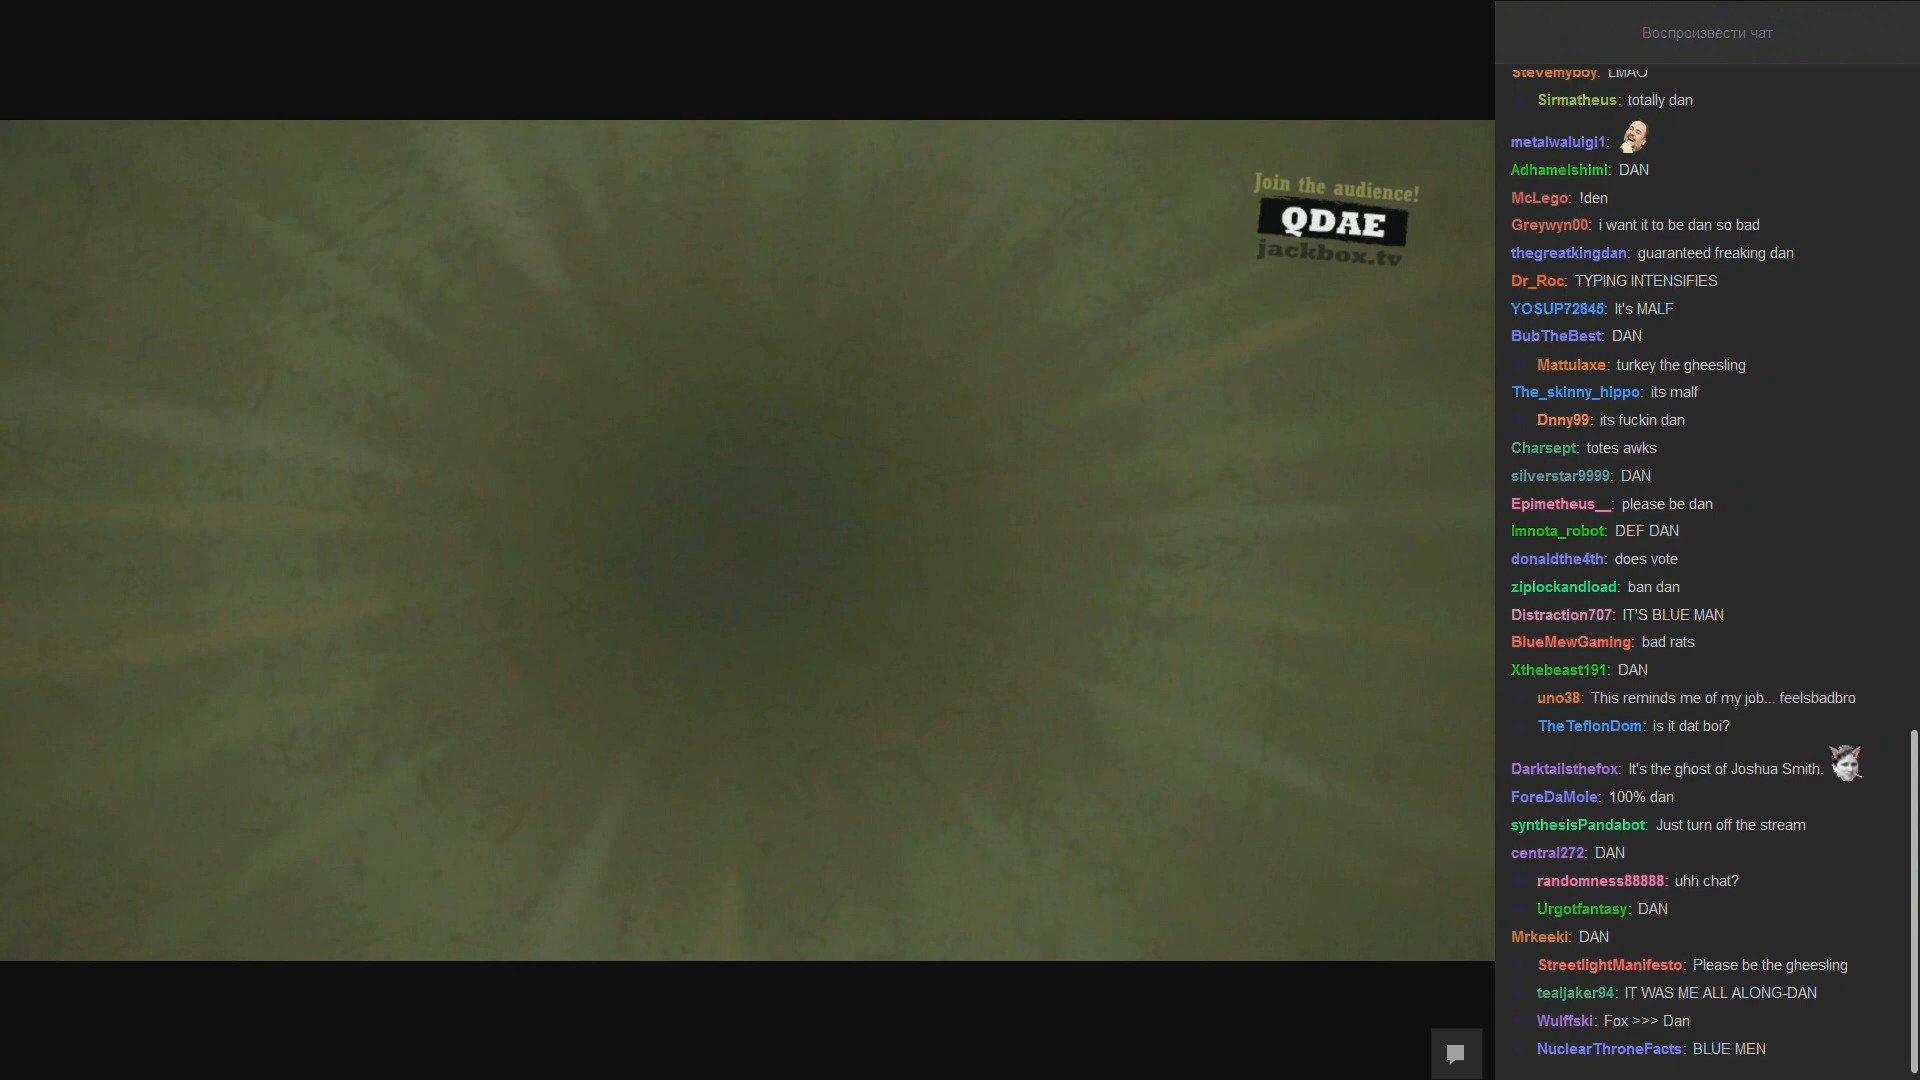 Воспроизвести чат
Stevemyboy: LMAO
Sirmatheus: totally dan
metalwaluigi1:
Adhamelshimi: DAN
McLego: !den
Greywyn00: i want it to be dan so bad
thegreatkingdan: guaranteed freaking dan
Dr_Roc: TYPING INTENSIFIES
YOSUP72845: It's MALF
BubTheBest: DAN
Mattulaxe: turkey the gheesling
The_skinny_hippo: its malf
Dnny99: its fuckin dan
Charsept: totes awks
silverstar9999: DAN
Epimetheus__: please be dan
Imnota_robot: DEF DAN
donaldthe4th: does vote
ziplockandload: ban dan
Distraction707: IT'S BLUE MAN
BlueMewGaming: bad rats
Xthebeast191: DAN
uno38: This reminds me of my job... feelsbadbro
TheTeflonDom: is it dat boi?
Darktailsthefox: It's the ghost of Joshua Smith.
ForeDaMole: 100% dan
synthesisPandabot: Just turn off the stream
central272: DAN
randomness88888: uhh chat?
Urgotfantasy: DAN
Mrkeeki: DAN
StreetlightManifesto: Please be the gheesling
tealjaker94: IT WAS ME ALL ALONG-DAN
Wulffski: Fox >>> Dan
NuclearThroneFacts: BLUE MEN
Join the audience!
QDAE
jackbox.tv